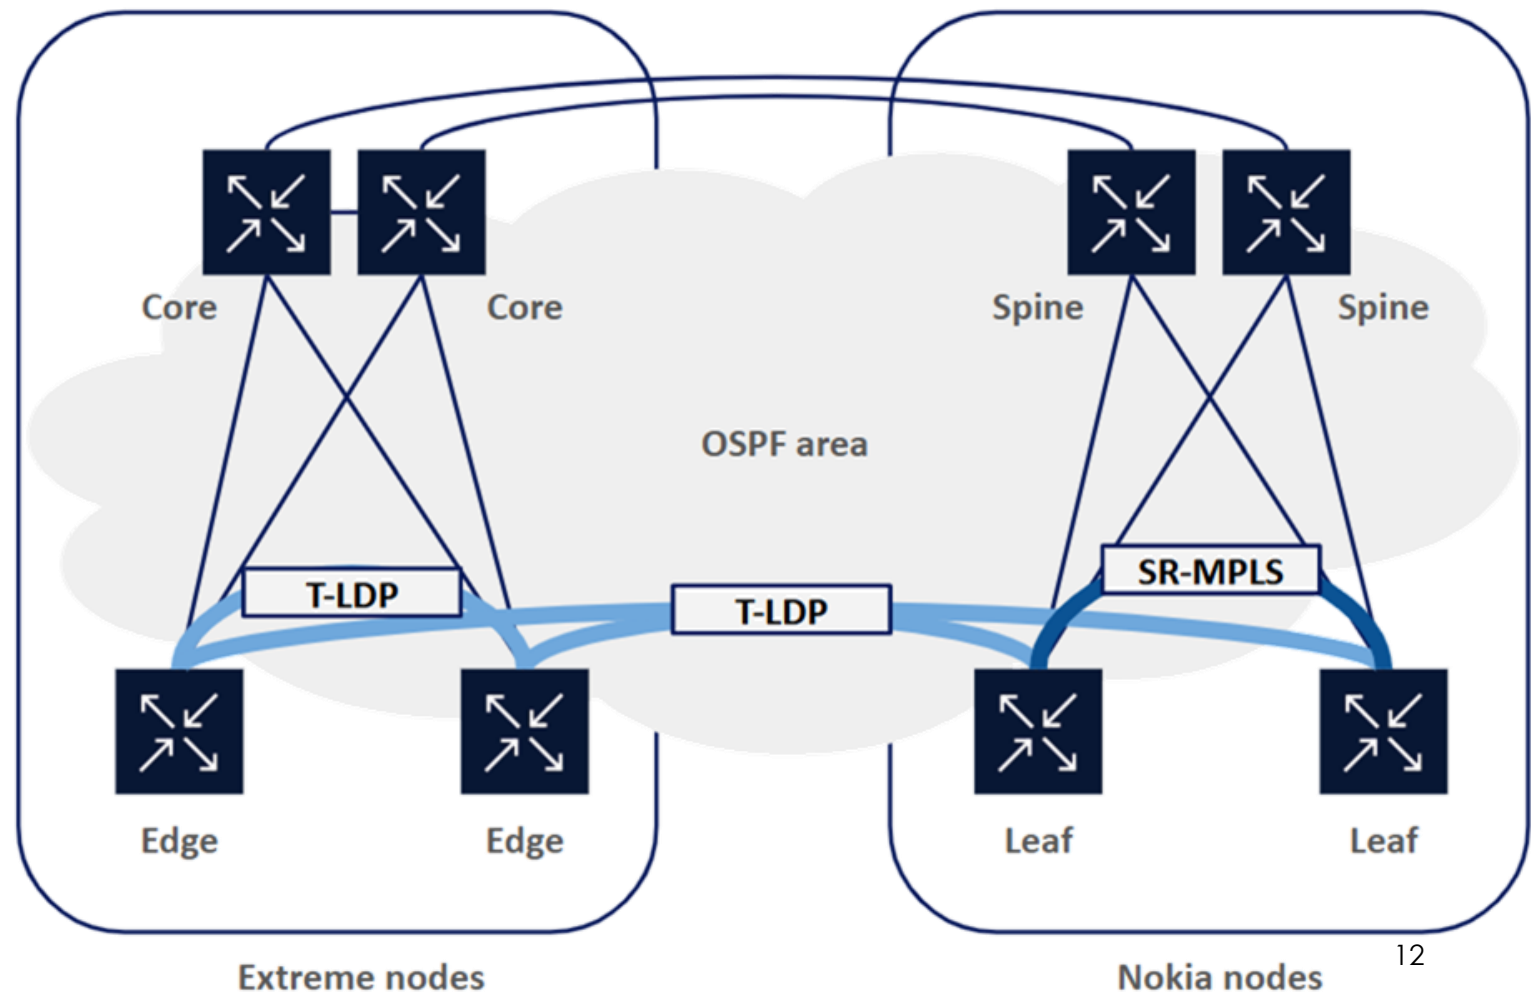 Core
Core
Spine
Spine
OSPF area
T-LDP
T-LDP
SR-MPLS
Edge
Edge
Leaf
Leaf
Extreme nodes
Nokia nodes
12